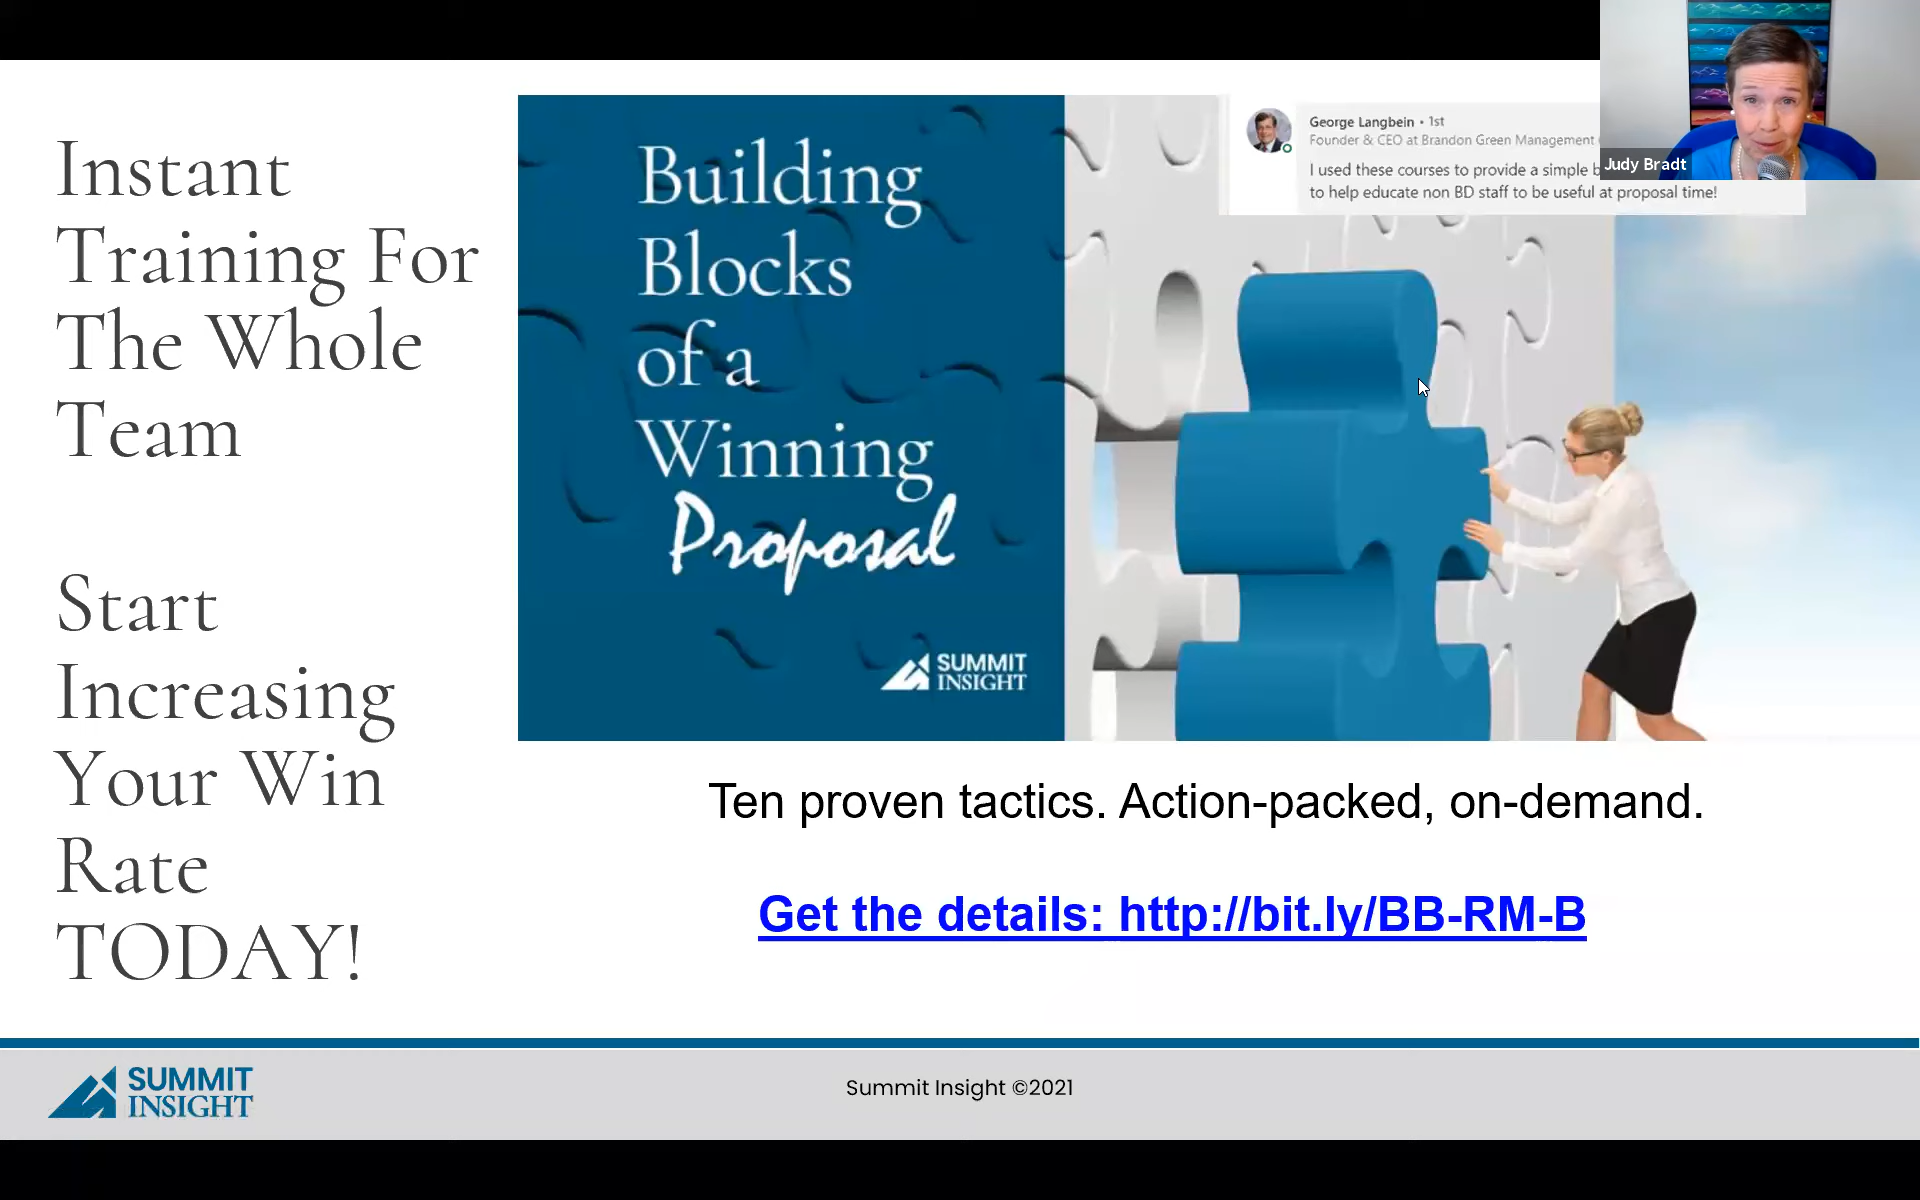 Instant
Training For
The Whole
Team
Start
Increasing
Your Win
Rate
TODAY!
Building
Blocks
of a
Winning
Proposal
SUMMIT
INSIGHT
George Langbein • 1st
Founder & CEO at Brandon Green Management
I used these courses to provide a simple
to help educate non BD staff to be useful at proposal time!
Judy Bradt
Ten proven tactics. Action-packed, on-demand.
Get the details: http://bit.ly/BB-RM-B
SUMMIT
INSIGHT
Summit Insight ©2021